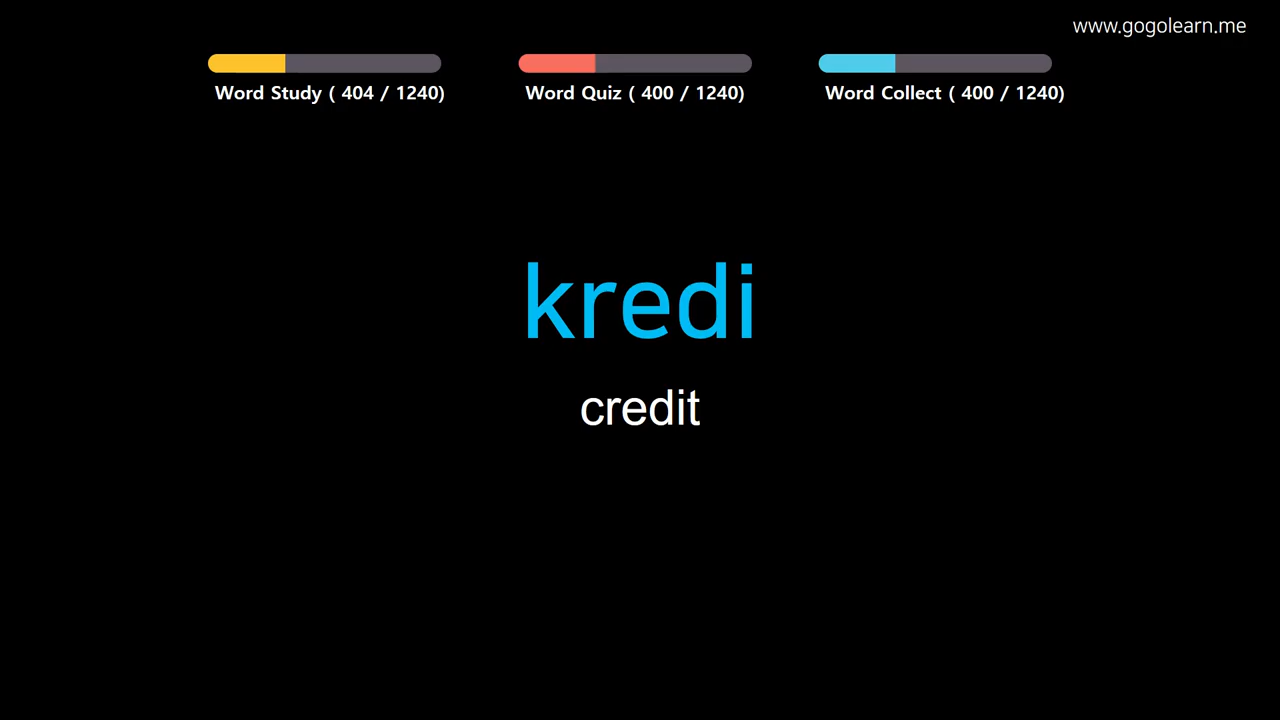 www.gogolearn.me
Word Study ( 404 / 1240)
Word Quiz ( 400 / 1240)
Word Collect ( 400 / 1240)
kredi
credit